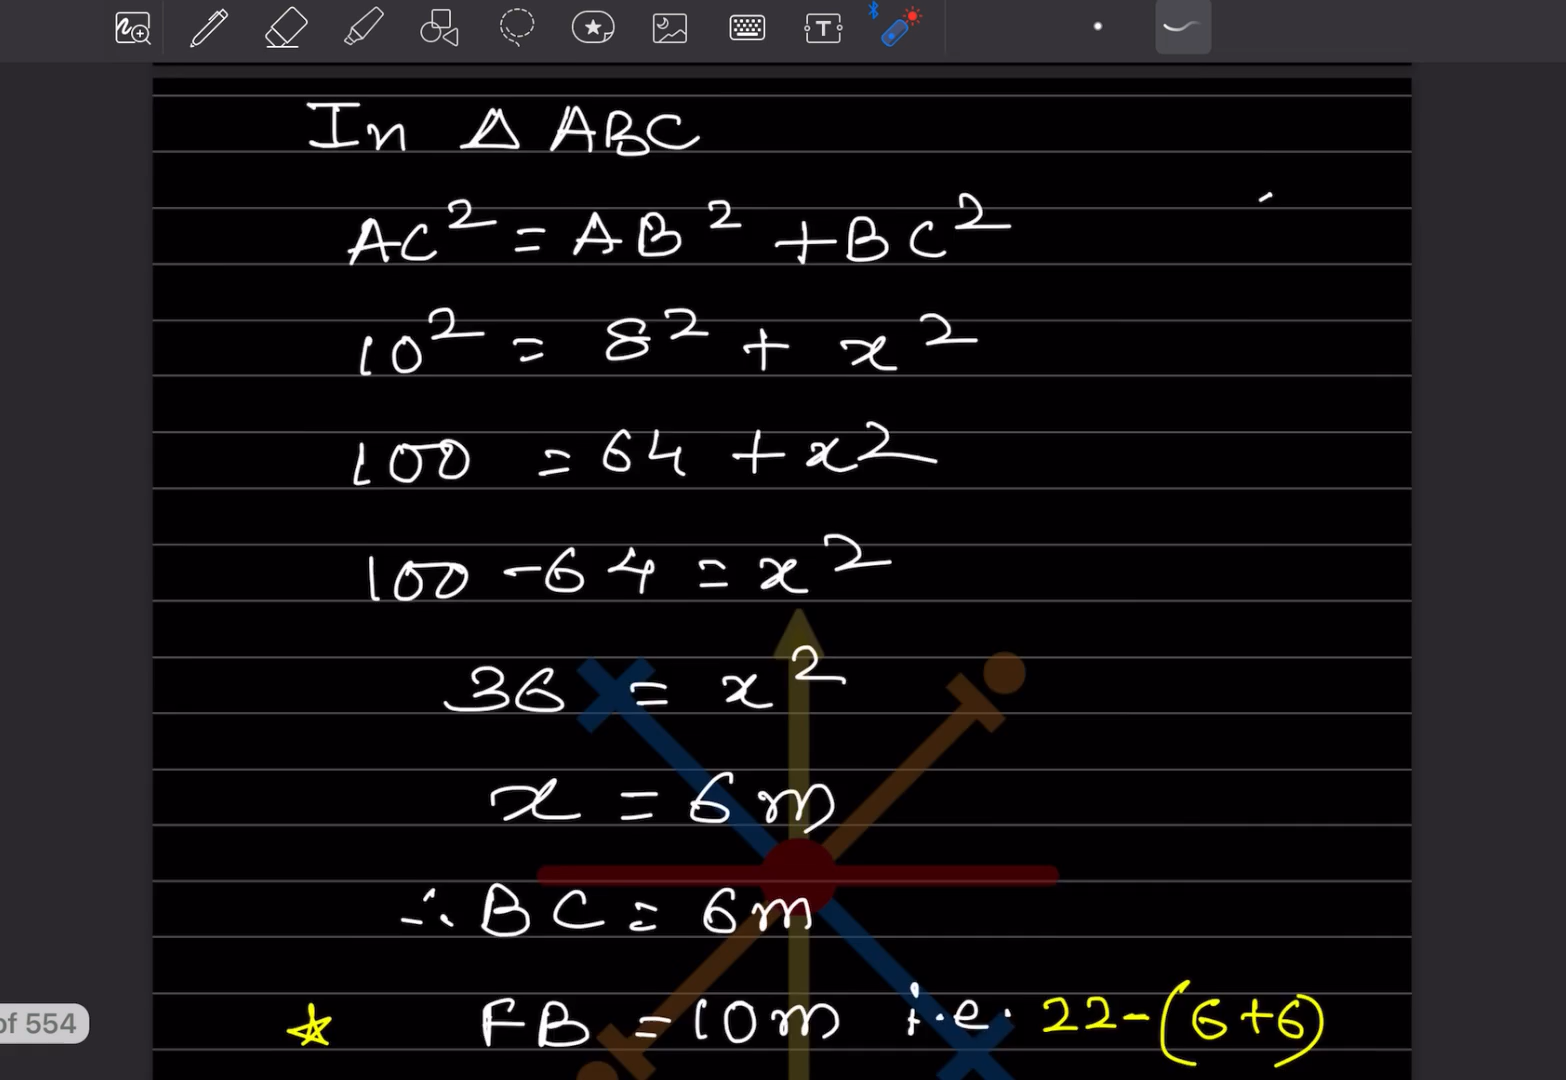 In △ ABC
AC² = AB² + BC²
10² = 8² + x²
100 = 64 + x²
100 - 64 = x²
36 = x²
x = 6m
∴ BC = 6m
☆ FB = 10m i.e. 22-(6+6)
of 554